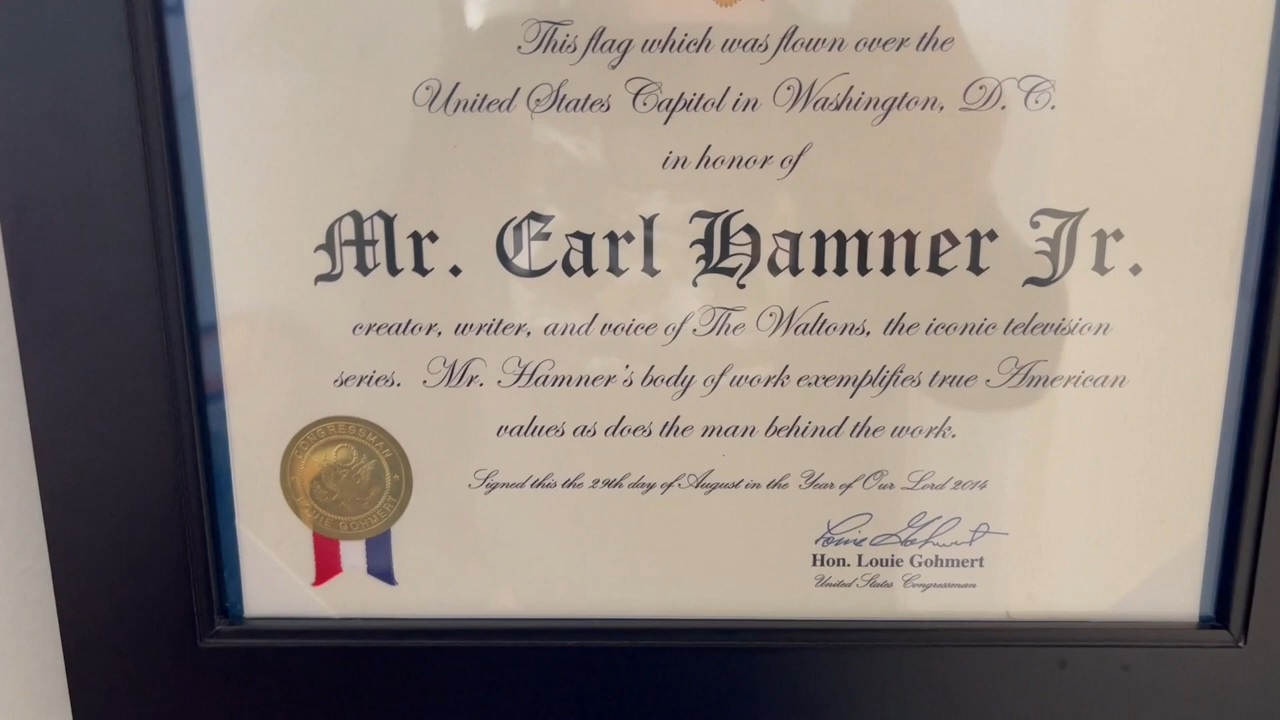 This flag which was flown over the
United States Capitol in Washington, D.C.
in honor of
Mr. Earl Hamner Jr.
creator, writer, and voice of The Waltons, the iconic television
series. Mr. Hamner's body of work exemplifies true American
values as does the man behind the work.
Signed this the 29th day of August in the Year of Our Lord 2014
Louie Gohmert
Hon. Louie Gohmert
United States Congressman
CONGRESSMAN
LOUIE GOHMERT